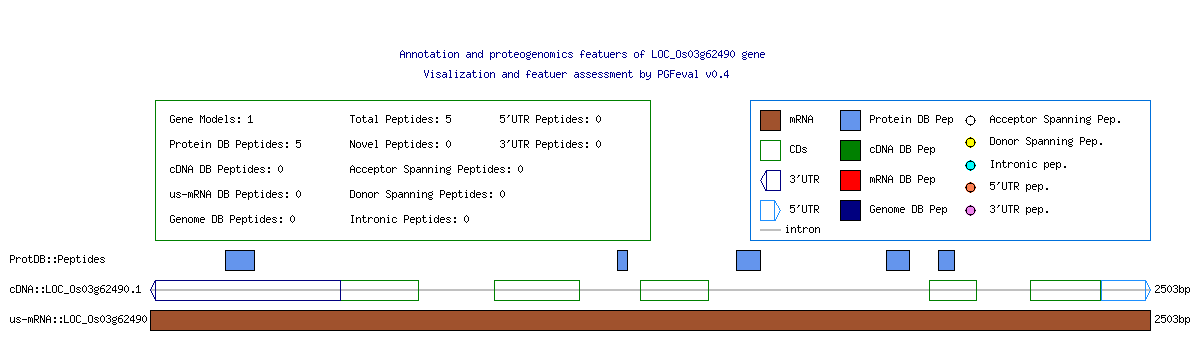 Annotation and proteogenomics featuers of LOC_Os03g62490 gene
Visalization and featuer assessment by PGFeval v0.4
Gene Models: 1 Total Peptides: 5 5'UTR Peptides: 0
Protein DB Peptides: 5 Novel Peptides: 0 3'UTR Peptides: 0
cDNA DB Peptides: 0 Acceptor Spanning Peptides: 0
us-mRNA DB Peptides: 0 Donor Spanning Peptides: 0
Genome DB Peptides: 0 Intronic Peptides: 0
mRNA Protein DB Pep Acceptor Spanning Pep.
CDs cDNA DB Pep Donor Spanning Pep.
3'UTR mRNA DB Pep Intronic pep.
5'UTR Genome DB Pep 5'UTR pep.
intron 3'UTR pep.
ProtDB::Peptides
cDNA::LOC_Os03g62490.1 2503bp
us-mRNA::LOC_Os03g62490 2503bp